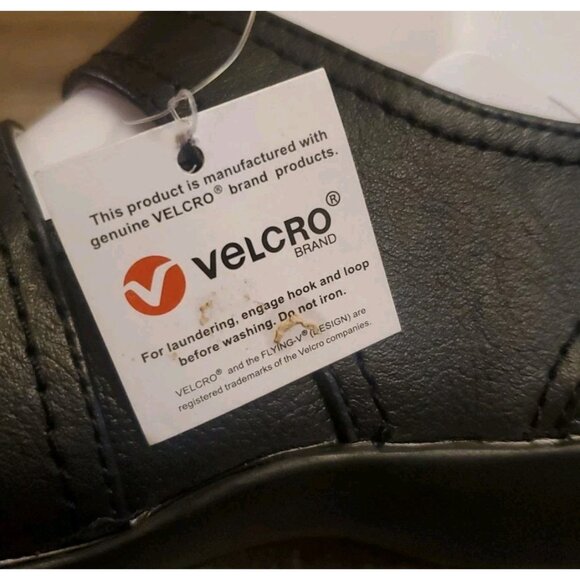 This product is manufactured with
genuine VELCRO® brand products.
VELCRO®
BRAND
For laundering, engage hook and loop
before washing. Do not iron.
VELCRO® and the FLYING-V® (DESIGN) are
registered trademarks of the Velcro companies.